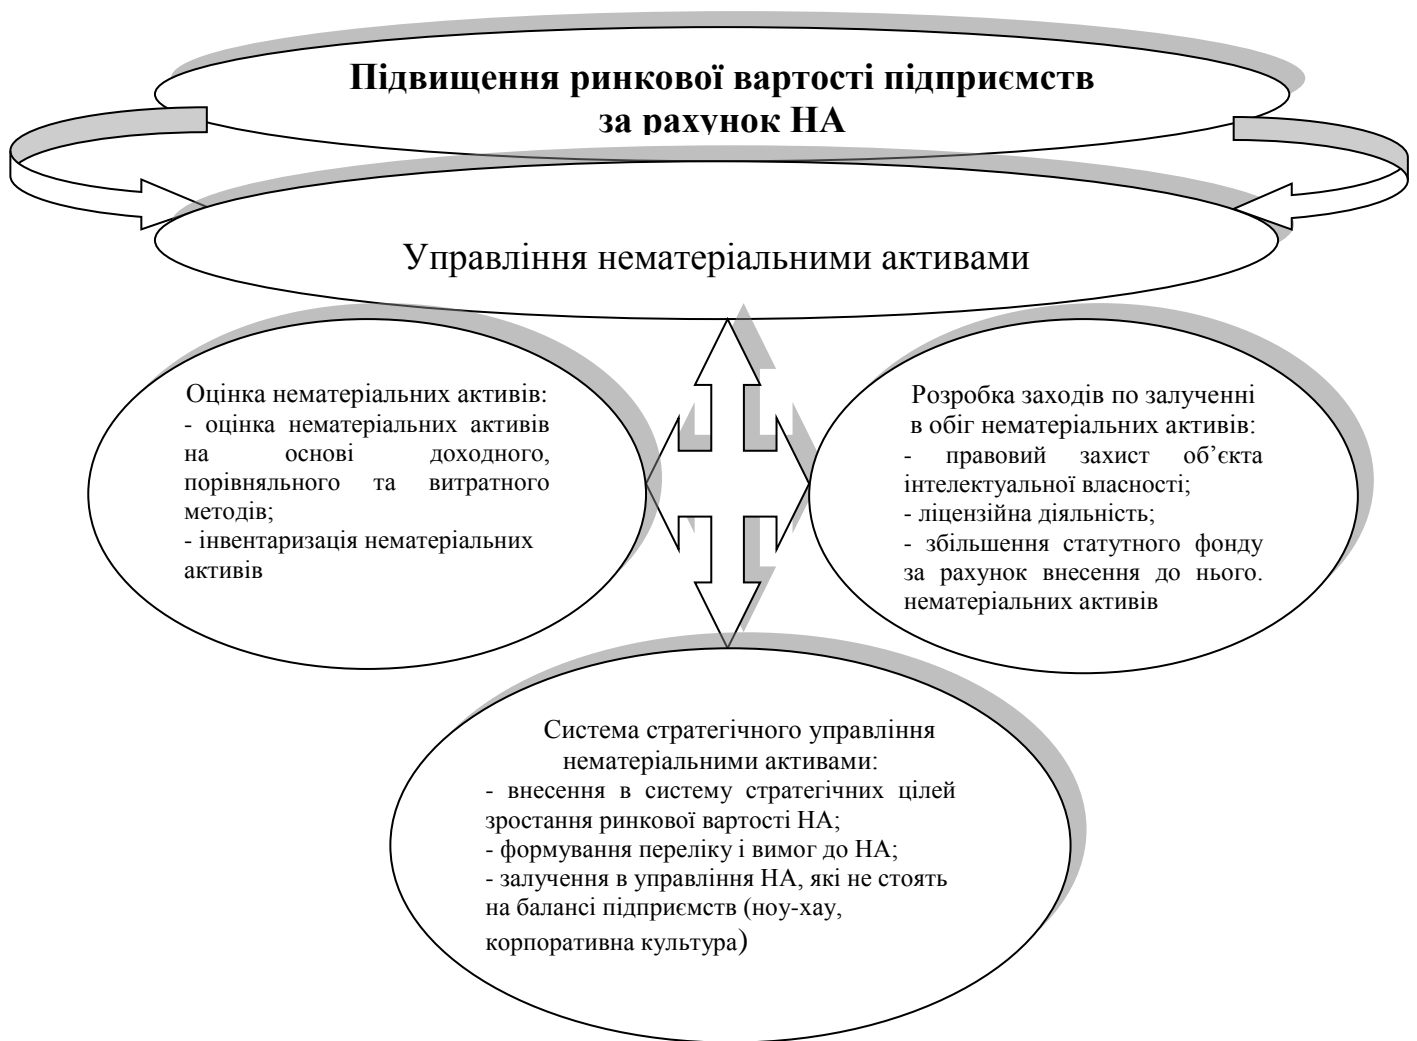 Підвищення ринкової вартості підприємств
за рахунок НА
Управління нематеріальними активами
Оцінка нематеріальних активів:
- оцінка нематеріальних активів
на основі доходного,
порівняльного та витратного
методів;
- інвентаризація нематеріальних
активів
Розробка заходів по залученні
в обіг нематеріальних активів:
- правовий захист об’єкта
інтелектуальної власності;
- ліцензійна діяльність;
- збільшення статутного фонду
за рахунок внесення до нього.
нематеріальних активів
Система стратегічного управління
нематеріальними активами:
- внесення в систему стратегічних цілей
зростання ринкової вартості НА;
- формування переліку і вимог до НА;
- залучення в управління НА, які не стоять
на балансі підприємств (ноу-хау,
корпоративна культура)